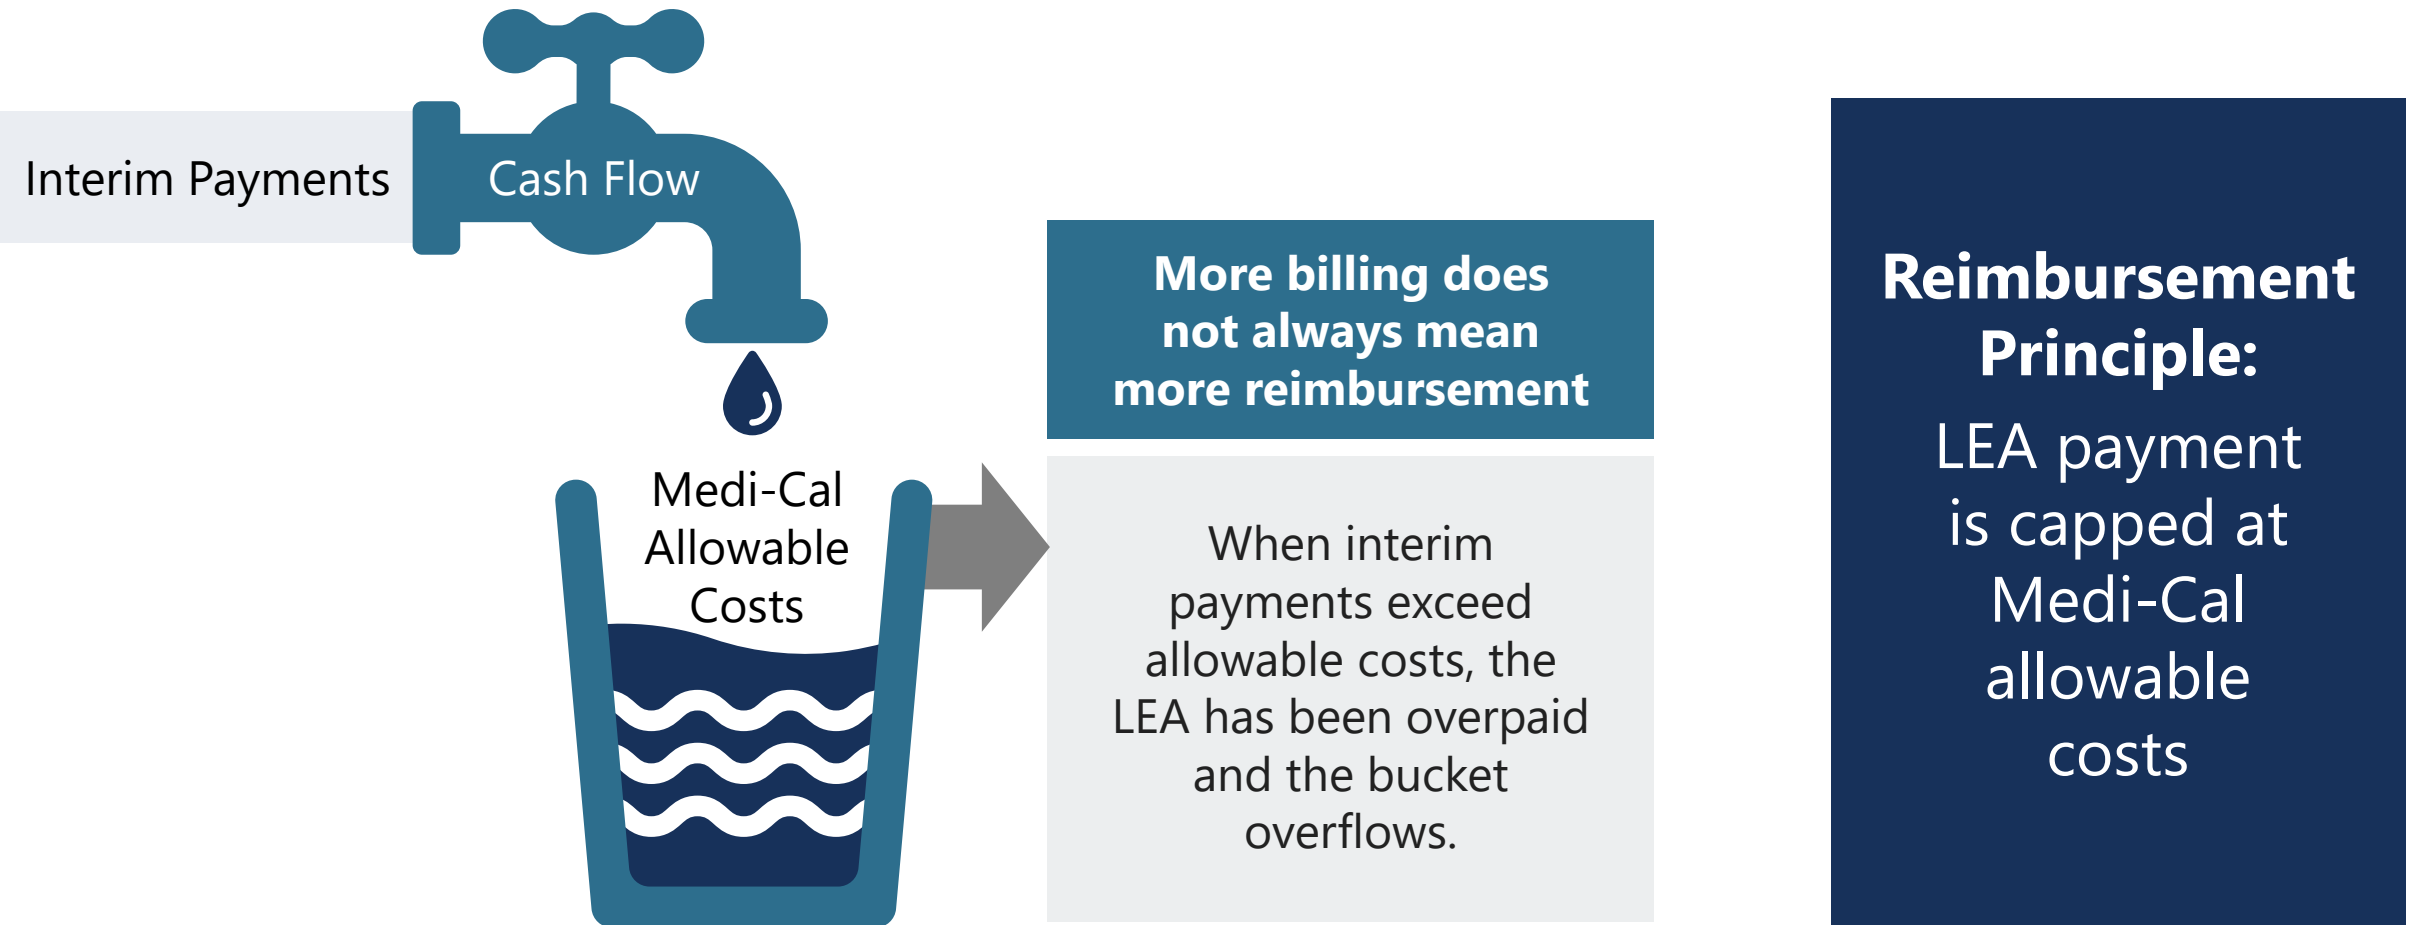 Interim Payments
Cash Flow
Medi-Cal
Allowable
Costs
More billing does
not always mean
more reimbursement
When interim
payments exceed
allowable costs, the
LEA has been overpaid
and the bucket
overflows.
Reimbursement
Principle:
LEA payment
is capped at
Medi-Cal
allowable
costs